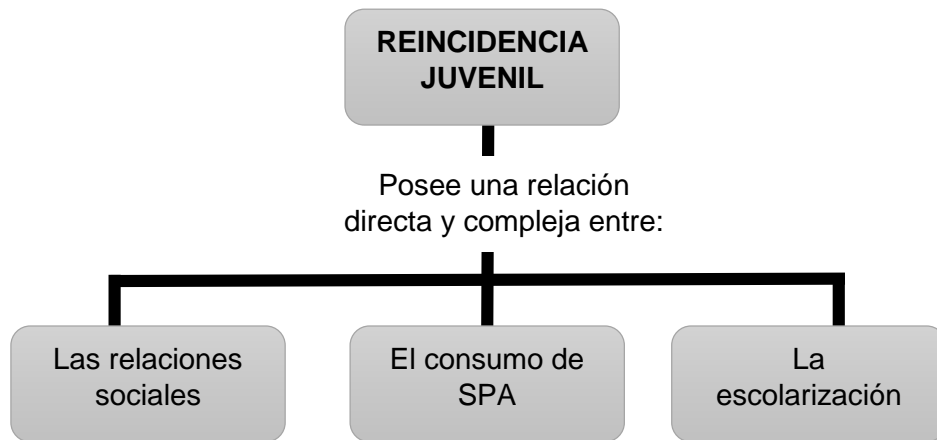 REINCIDENCIA
JUVENIL
Posee una relación
directa y compleja entre:
Las relaciones
sociales
El consumo de
SPA
La
escolarización